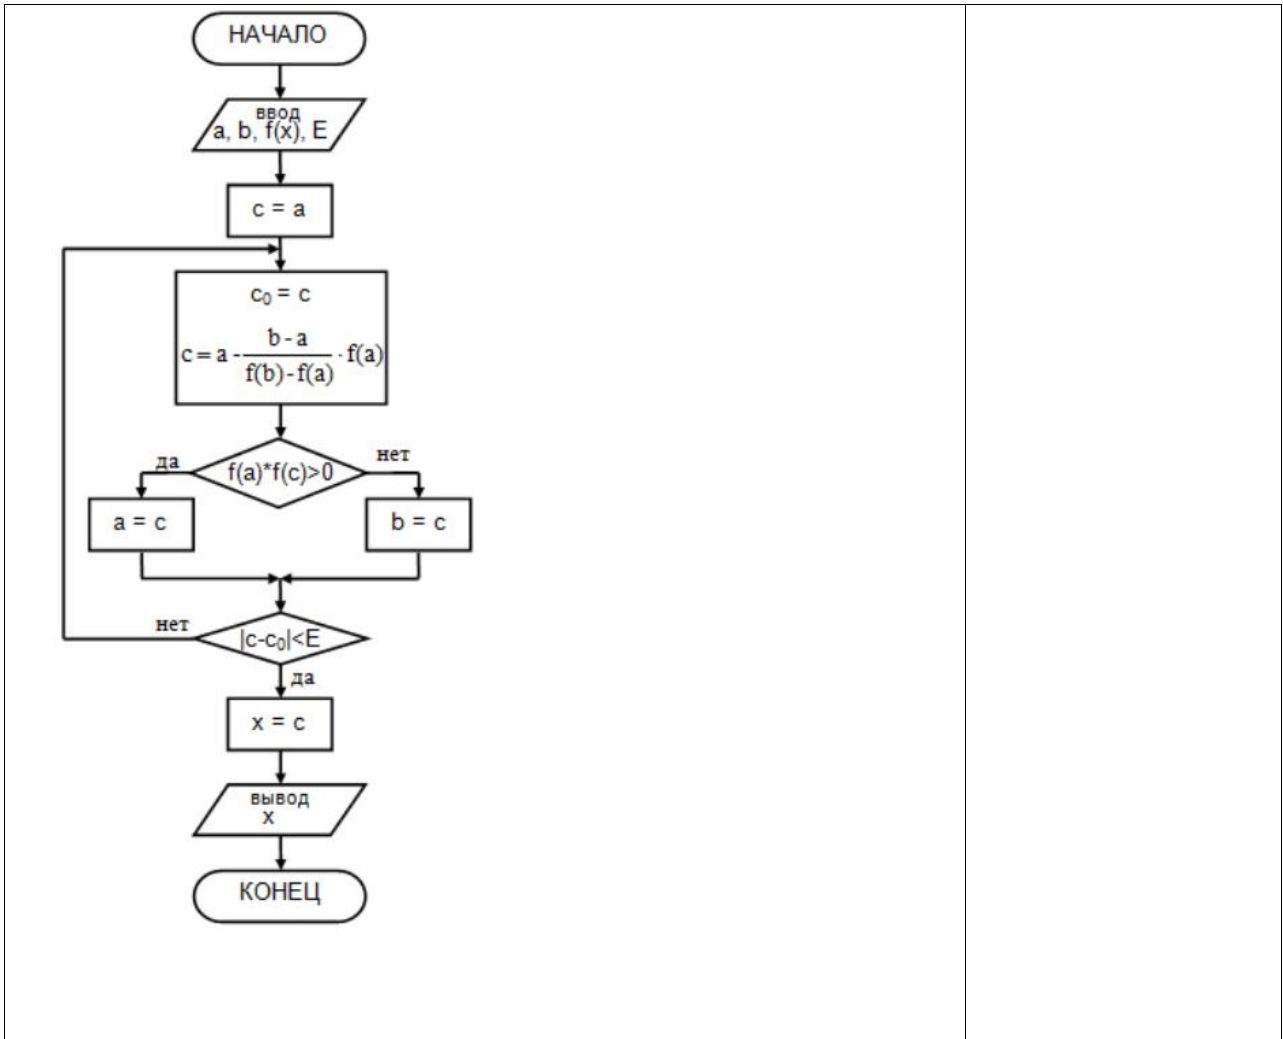 НАЧАЛО
ввод
a, b, f(x), E
c = a
c₀ = c
b - a
c = a - ――― · f(a)
f(b) - f(a)
да
f(a)*f(c)>0
нет
a = c
b = c
нет
|c-c₀|<E
да
x = c
вывод
x
КОНЕЦ